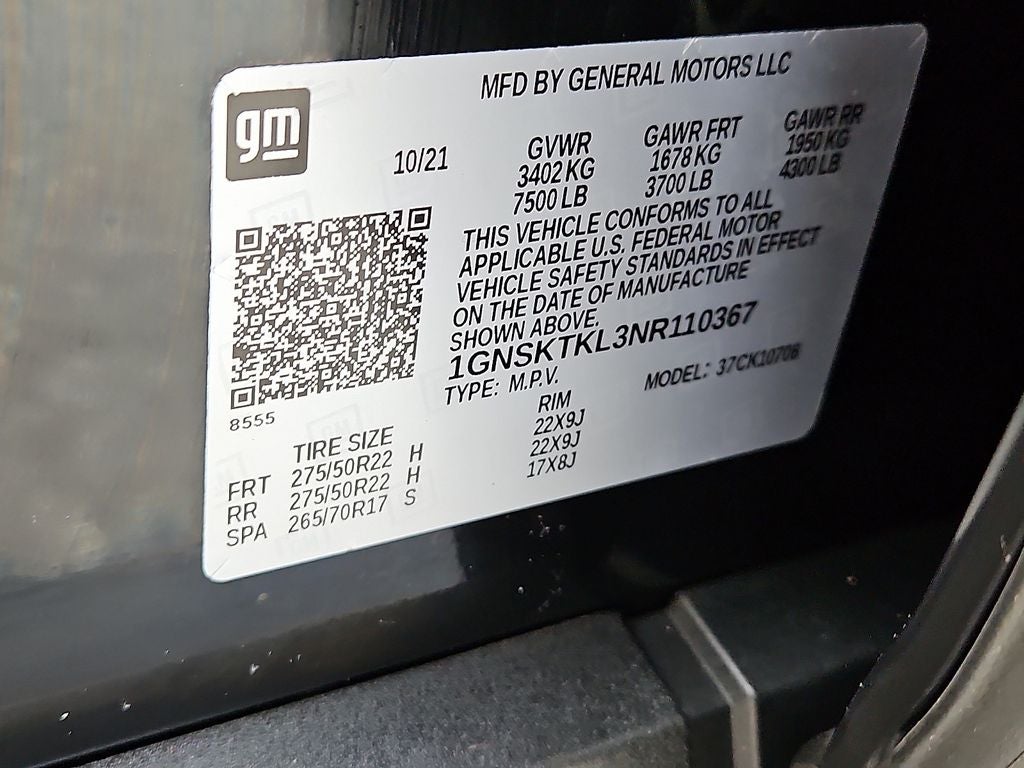 MFD BY GENERAL MOTORS LLC
gm
10/21 GVWR GAWR FRT GAWR RR
3402 KG 1678 KG 1950 KG
7500 LB 3700 LB 4300 LB
THIS VEHICLE CONFORMS TO ALL
APPLICABLE U.S. FEDERAL MOTOR
VEHICLE SAFETY STANDARDS IN EFFECT
ON THE DATE OF MANUFACTURE
SHOWN ABOVE.
1GNSKTKL3NR110367
TYPE: M.P.V. MODEL: 37CK10706
8555
TIRE SIZE RIM
FRT 275/50R22 H 22X9J
RR 275/50R22 H 22X9J
SPA 265/70R17 S 17X8J